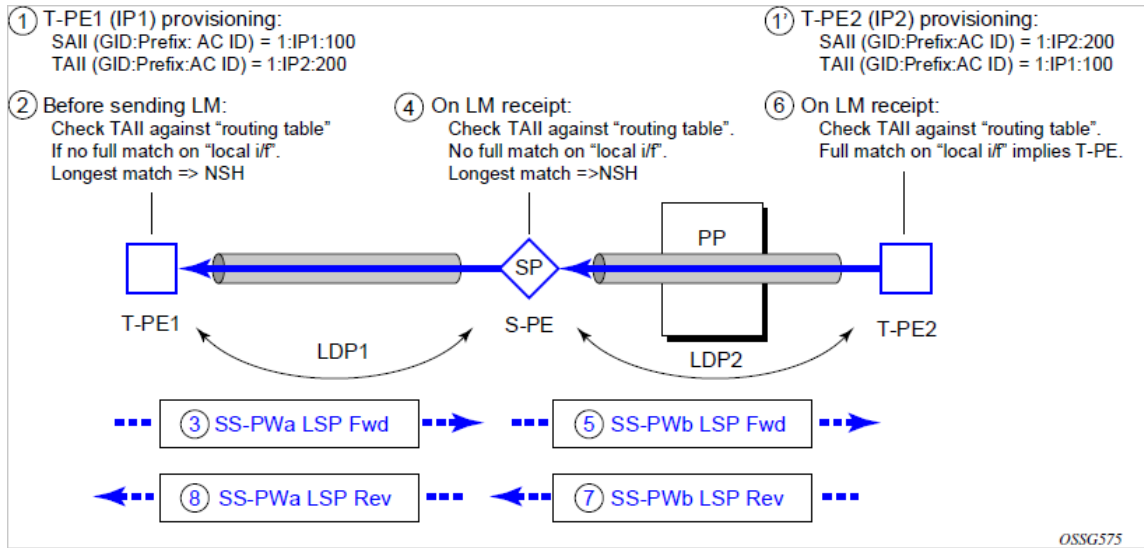 1 T-PE1 (IP1) provisioning:
SAII (GID:Prefix: AC ID) = 1:IP1:100
TAII (GID:Prefix:AC ID) = 1:IP2:200
1' T-PE2 (IP2) provisioning:
SAII (GID:Prefix:AC ID) = 1:IP2:200
TAII (GID:Prefix:AC ID) = 1:IP1:100
2 Before sending LM:
Check TAII against “routing table”
If no full match on “local i/f”.
Longest match => NSH
4 On LM receipt:
Check TAII against “routing table”.
No full match on “local i/f”.
Longest match =>NSH
6 On LM receipt:
Check TAII against “routing table”.
Full match on “local i/f” implies T-PE.
PP
SP
T-PE1
S-PE
T-PE2
LDP1
LDP2
3 SS-PWa LSP Fwd
5 SS-PWb LSP Fwd
8 SS-PWa LSP Rev
7 SS-PWb LSP Rev
OSSG575